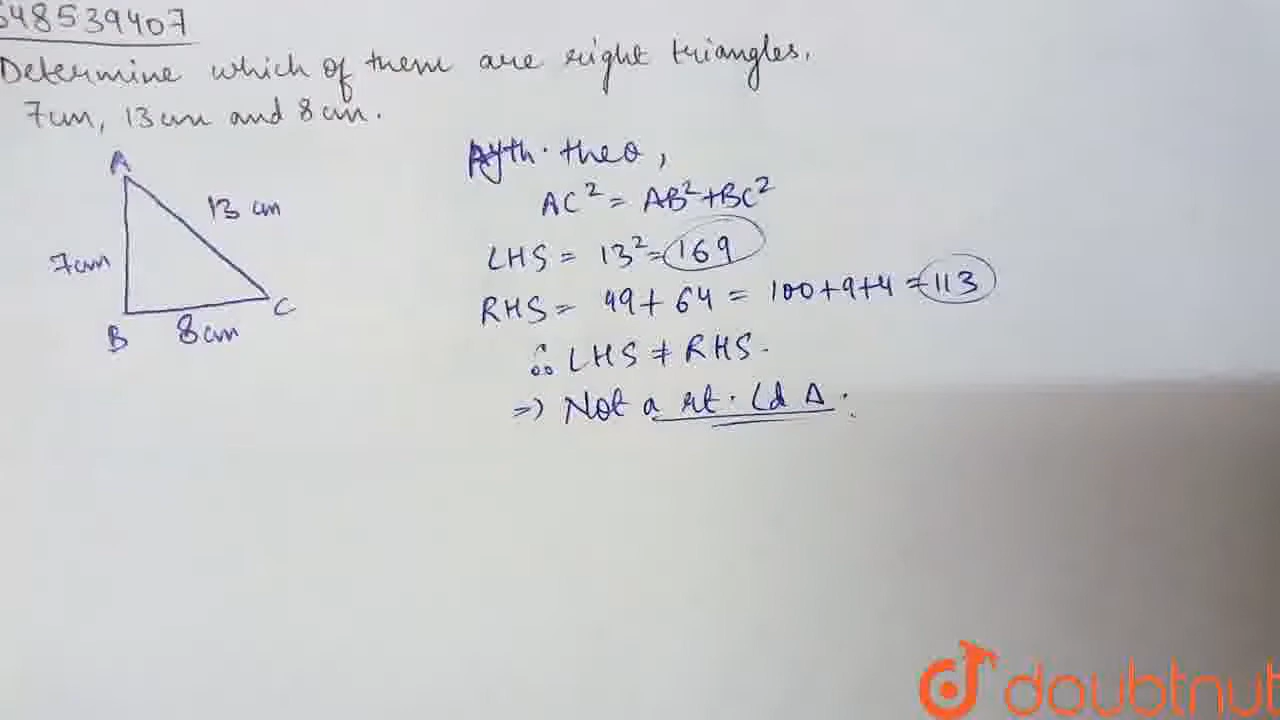 648539407
Determine which of them are right triangles.
7cm, 13cm and 8cm.
A
13 cm
7cm
B
8cm
C
Pyth. theo,
AC² = AB²+BC²
LHS = 13² = 169
RHS = 49+64 = 100+9+4 = 113
∴ LHS ≠ RHS.
=> Not a rt. Ld Δ.
doubtnut